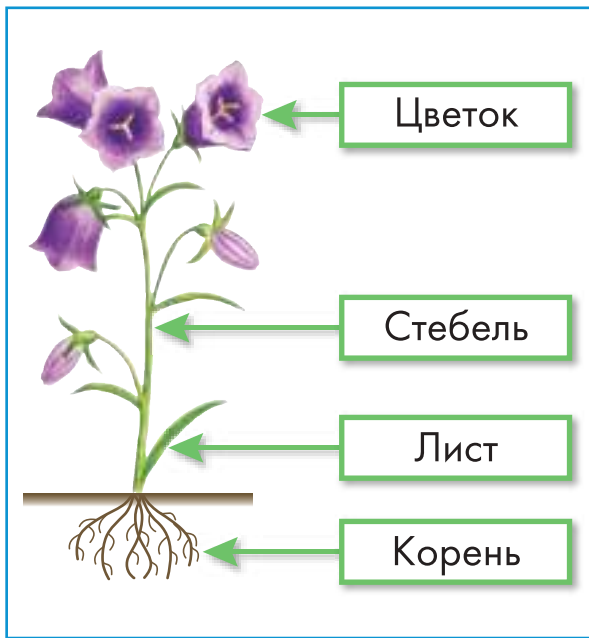 Цветок
Стебель
Лист
Корень